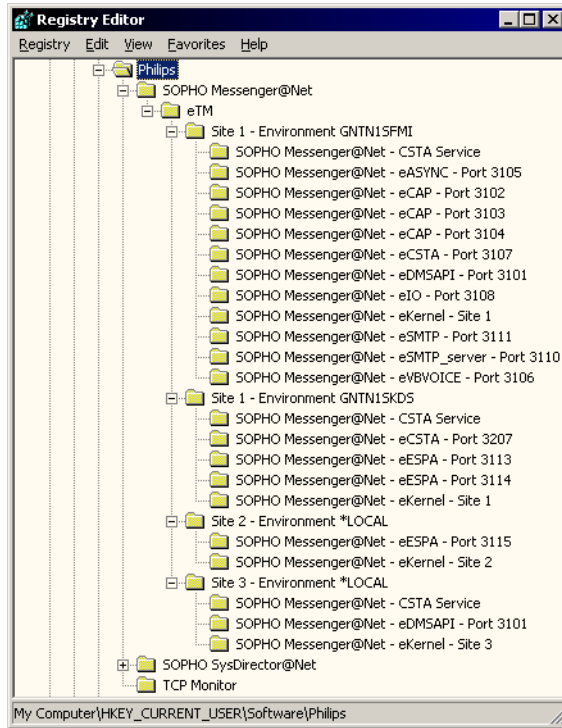 Registry Editor
Registry Edit View Favorites Help
Philips
SOPHO Messenger@Net
eTM
Site 1 - Environment GNTN1SFMI
SOPHO Messenger@Net - CSTA Service
SOPHO Messenger@Net - eASYNC - Port 3105
SOPHO Messenger@Net - eCAP - Port 3102
SOPHO Messenger@Net - eCAP - Port 3103
SOPHO Messenger@Net - eCAP - Port 3104
SOPHO Messenger@Net - eCSTA - Port 3107
SOPHO Messenger@Net - eDMSAPI - Port 3101
SOPHO Messenger@Net - eIO - Port 3108
SOPHO Messenger@Net - eKernel - Site 1
SOPHO Messenger@Net - eSMTP - Port 3111
SOPHO Messenger@Net - eSMTP_server - Port 3110
SOPHO Messenger@Net - eVBVOICE - Port 3106
Site 1 - Environment GNTN1SKDS
SOPHO Messenger@Net - CSTA Service
SOPHO Messenger@Net - eCSTA - Port 3207
SOPHO Messenger@Net - eESPA - Port 3113
SOPHO Messenger@Net - eESPA - Port 3114
SOPHO Messenger@Net - eKernel - Site 1
Site 2 - Environment *LOCAL
SOPHO Messenger@Net - eESPA - Port 3115
SOPHO Messenger@Net - eKernel - Site 2
Site 3 - Environment *LOCAL
SOPHO Messenger@Net - CSTA Service
SOPHO Messenger@Net - eDMSAPI - Port 3101
SOPHO Messenger@Net - eKernel - Site 3
SOPHO SysDirector@Net
TCP Monitor
My Computer\HKEY_CURRENT_USER\Software\Philips